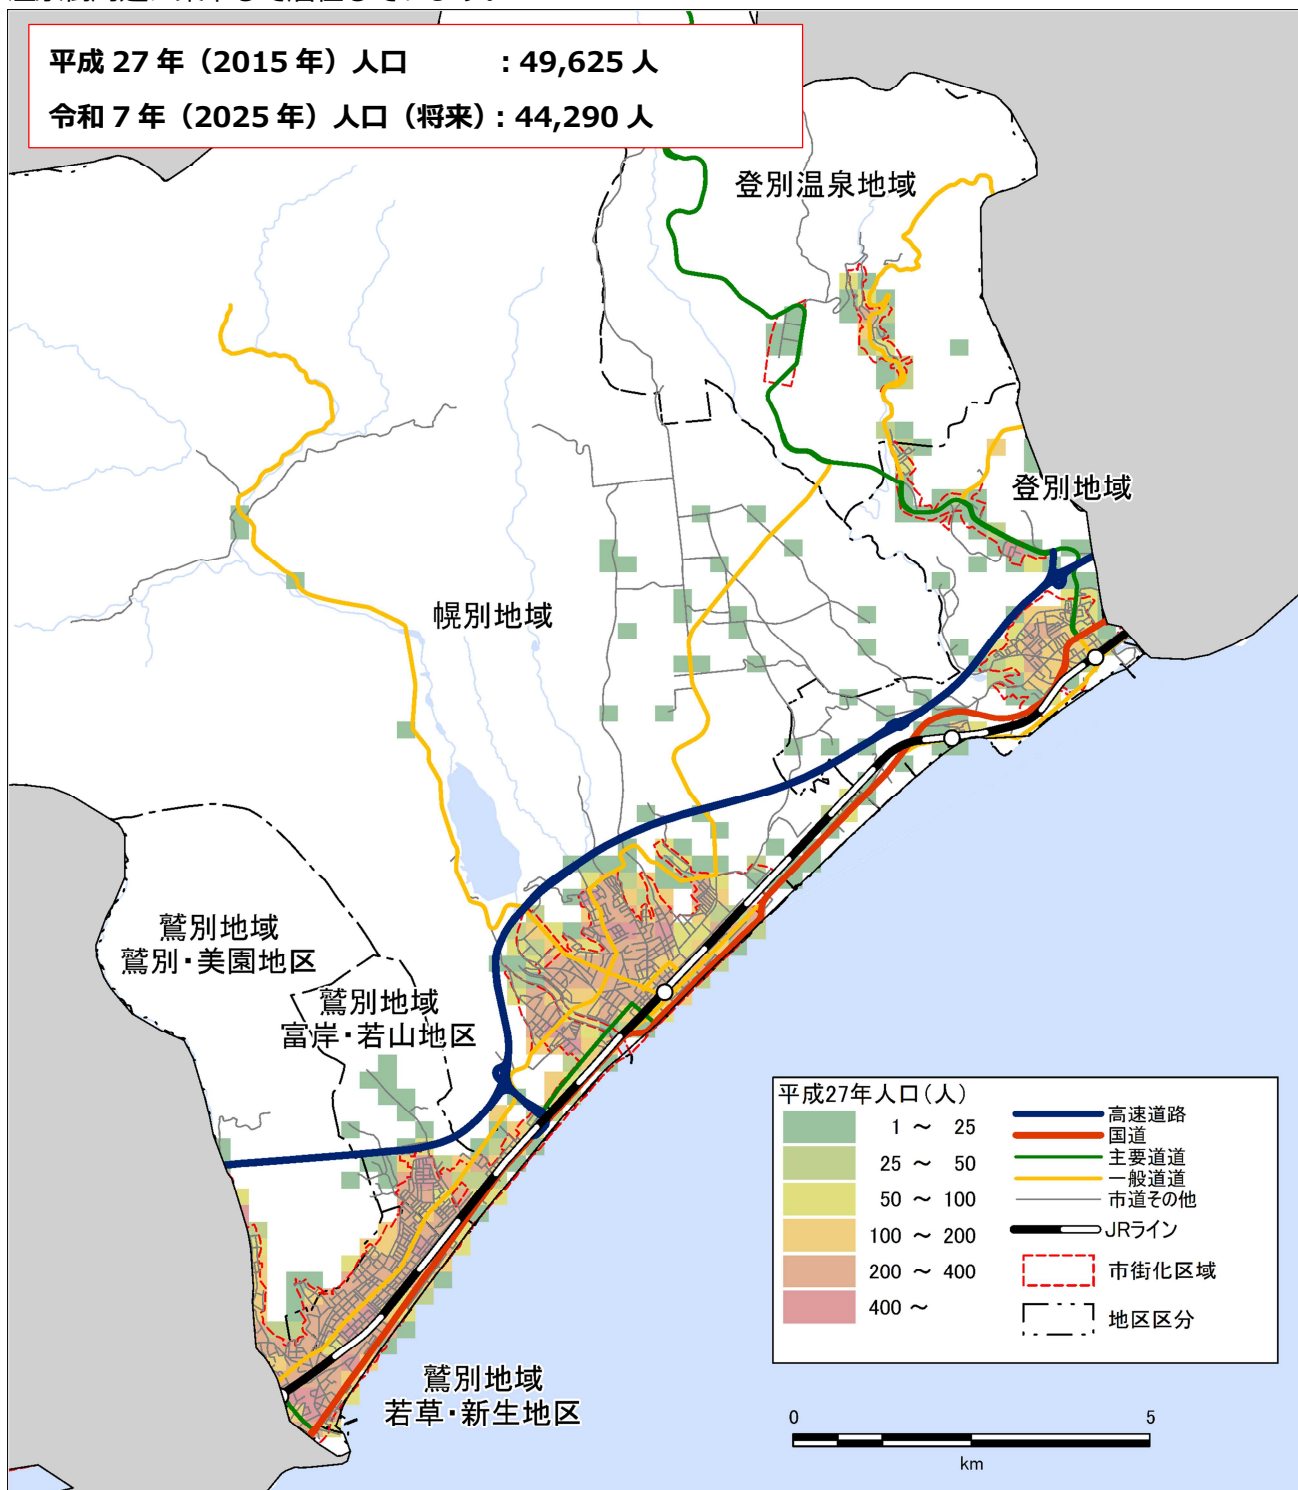 平成 27 年（2015 年）人口　　　：49,625 人
令和 7 年（2025 年）人口（将来）：44,290 人
登別温泉地域
登別地域
幌別地域
鷲別地域
鷲別・美園地区
鷲別地域
富岸・若山地区
鷲別地域
若草・新生地区
平成27年人口(人)
1 ～ 25
25 ～ 50
50 ～ 100
100 ～ 200
200 ～ 400
400 ～
高速道路
国道
主要道道
一般道道
市道その他
JRライン
市街化区域
地区区分
0 5
km